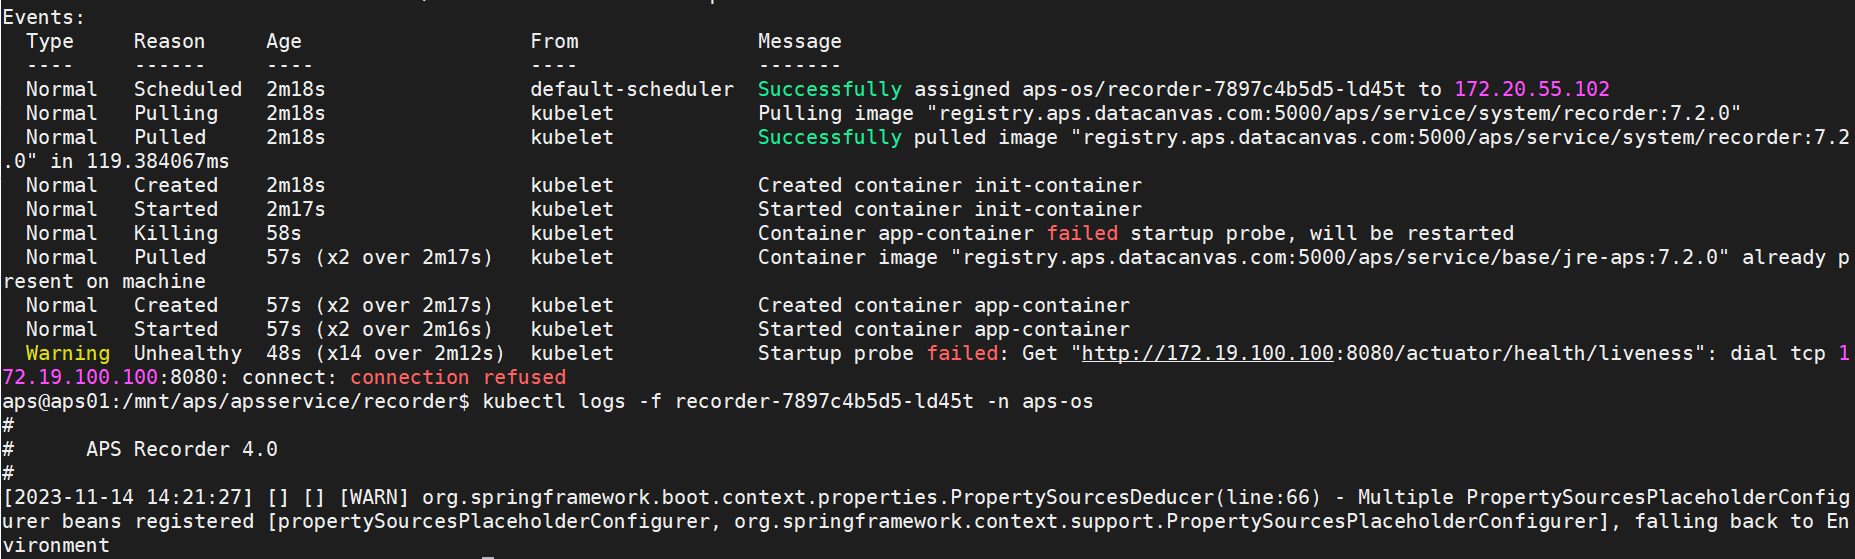 Events:
  Type     Reason     Age                   From               Message
  ----     ------     ----                  ----               -------
  Normal   Scheduled  2m18s                 default-scheduler  Successfully assigned aps-os/recorder-7897c4b5d5-ld45t to 172.20.55.102
  Normal   Pulling    2m18s                 kubelet            Pulling image "registry.aps.datacanvas.com:5000/aps/service/system/recorder:7.2.0"
  Normal   Pulled     2m18s                 kubelet            Successfully pulled image "registry.aps.datacanvas.com:5000/aps/service/system/recorder:7.2
.0" in 119.384067ms
  Normal   Created    2m18s                 kubelet            Created container init-container
  Normal   Started    2m17s                 kubelet            Started container init-container
  Normal   Killing    58s                   kubelet            Container app-container failed startup probe, will be restarted
  Normal   Pulled     57s (x2 over 2m17s)   kubelet            Container image "registry.aps.datacanvas.com:5000/aps/service/base/jre-aps:7.2.0" already p
resent on machine
  Normal   Created    57s (x2 over 2m17s)   kubelet            Created container app-container
  Normal   Started    57s (x2 over 2m16s)   kubelet            Started container app-container
  Warning  Unhealthy  48s (x14 over 2m12s)  kubelet            Startup probe failed: Get "http://172.19.100.100:8080/actuator/health/liveness": dial tcp 1
72.19.100.100:8080: connect: connection refused
aps@aps01:/mnt/aps/apsservice/recorder$ kubectl logs -f recorder-7897c4b5d5-ld45t -n aps-os
#
#      APS Recorder 4.0
#
[2023-11-14 14:21:27] [] [] [WARN] org.springframework.boot.context.properties.PropertySourcesDeducer(line:66) - Multiple PropertySourcesPlaceholderConfig
urer beans registered [propertySourcesPlaceholderConfigurer, org.springframework.context.support.PropertySourcesPlaceholderConfigurer], falling back to En
vironment